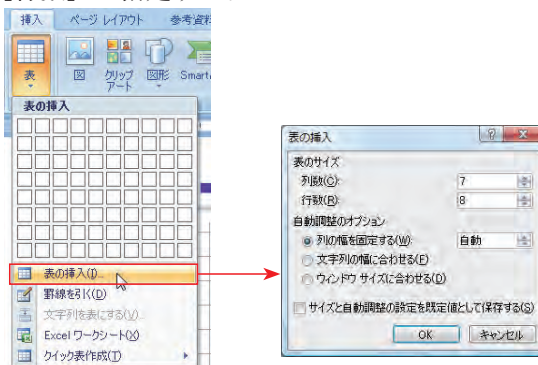 挿入 ページ レイアウト 参考資料
表
図
クリップ
アート
図形
Smart
表の挿入
表の挿入(I)...
罫線を引く(D)
文字列を表にする(V)...
Excel ワークシート(X)
クイック表作成(T)
表の挿入
表のサイズ
列数(C): 7
行数(R): 8
自動調整のオプション
列の幅を固定する(W): 自動
文字列の幅に合わせる(F)
ウィンドウ サイズに合わせる(D)
サイズと自動調整の設定を既定値として保存する(S)
OK キャンセル